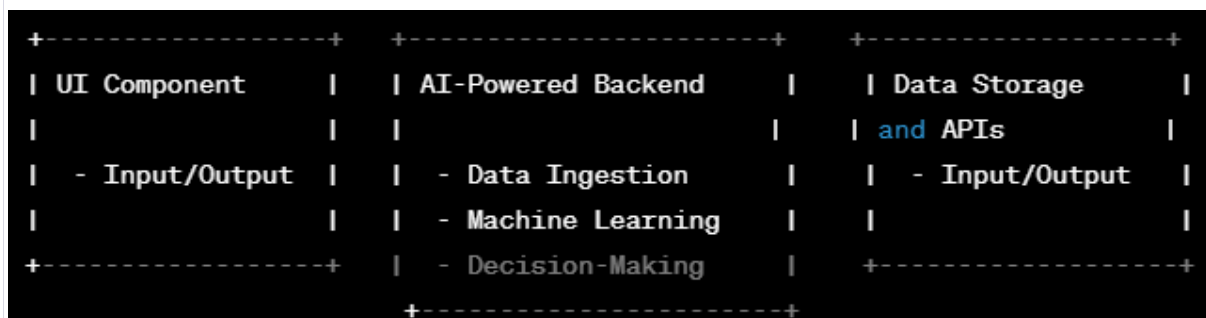 UI Component
- Input/Output
AI-Powered Backend
- Data Ingestion
- Machine Learning
- Decision-Making
Data Storage
and APIs
- Input/Output